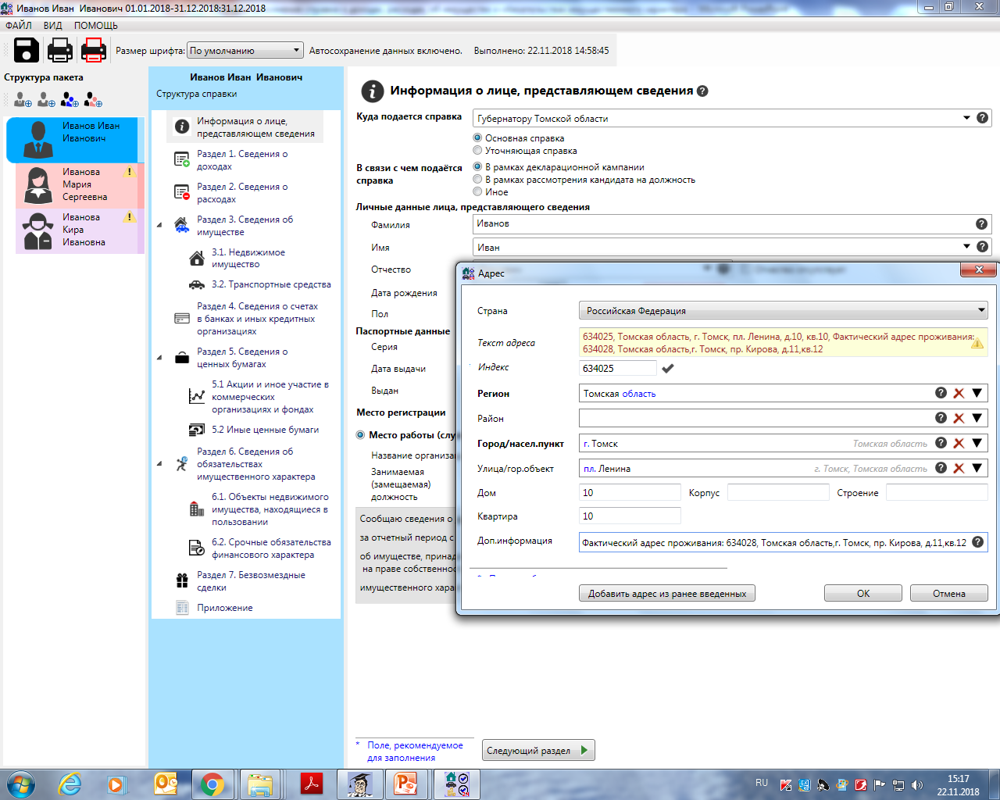 Иванов Иван  Иванович 01.01.2018-31.12.2018:31.12.2018
ФАЙЛ ВИД ПОМОЩЬ
Размер шрифта: По умолчанию Автосохранение данных включено. Выполнено: 22.11.2018 14:58:45
Структура пакета
Иванов Иван
Иванович
Иванова
Мария
Сергеевна
Иванова
Кира
Ивановна
Иванов Иван  Иванович
Структура справки
Информация о лице,
представляющем сведения
Раздел 1. Сведения о
доходах
Раздел 2. Сведения о
расходах
Раздел 3. Сведения об
имуществе
3.1. Недвижимое
имущество
3.2. Транспортные средства
Раздел 4. Сведения о счетах
в банках и иных кредитных
организациях
Раздел 5. Сведения о
ценных бумагах
5.1 Акции и иное участие в
коммерческих
организациях и фондах
5.2 Иные ценные бумаги
Раздел 6. Сведения об
обязательствах
имущественного характера
6.1. Объекты недвижимого
имущества, находящиеся в
пользовании
6.2. Срочные обязательства
финансового характера
Раздел 7. Безвозмездные
сделки
Приложение
Информация о лице, представляющем сведения
Куда подается справка Губернатору Томской области
Основная справка
Уточняющая справка
В связи с чем подаётся
справка
В рамках декларационной кампании
В рамках рассмотрения кандидата на должность
Иное
Личные данные лица, представляющего сведения
Фамилия Иванов
Имя Иван
Отчество
Дата рождения
Пол
Паспортные данные
Серия
Дата выдачи
Выдан
Место регистрации
Место работы (слу
Название организа
Занимаемая
(замещаемая)
должность
Сообщаю сведения о
за отчетный период с
об имуществе, принад
на праве собственнос
имущественного хара
* Поле, рекомендуемое
для заполнения
Следующий раздел
Адрес
Страна Российская Федерация
Текст адреса 634025, Томская область, г. Томск, пл. Ленина, д.10, кв.10, Фактический адрес проживания:
634028, Томская область,г. Томск, пр. Кирова, д.11,кв.12
Индекс 634025
Регион Томская область
Район
Город/насел.пункт г. Томск Томская область
Улица/гор.объект пл. Ленина г. Томск, Томская область
Дом 10 Корпус Строение
Квартира 10
Доп.информация Фактический адрес проживания: 634028, Томская область,г. Томск, пр. Кирова, д.11,кв.12
Добавить адрес из ранее введенных OK Отмена
RU 15:17
22.11.2018